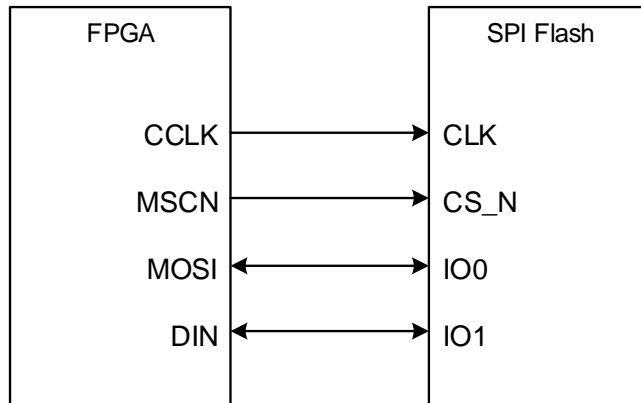 FPGA
SPI Flash
CCLK
CLK
MSCN
CS_N
MOSI
IO0
DIN
IO1